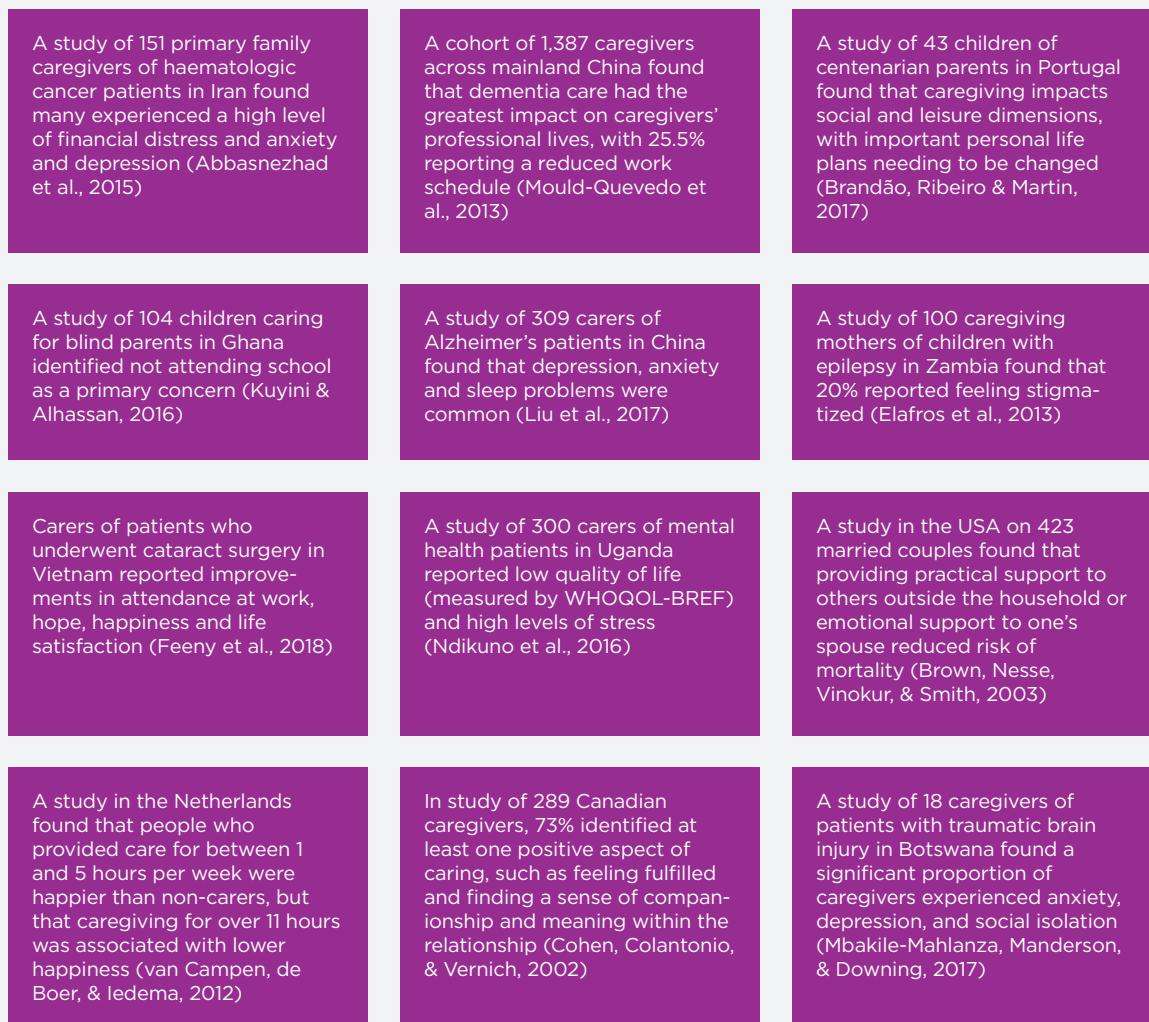 A study of 151 primary family
caregivers of haematologic
cancer patients in Iran found
many experienced a high level
of financial distress and anxiety
and depression (Abbasnezhad
et al., 2015)
A cohort of 1,387 caregivers
across mainland China found
that dementia care had the
greatest impact on caregivers'
professional lives, with 25.5%
reporting a reduced work
schedule (Mould-Quevedo et
al., 2013)
A study of 43 children of
centenarian parents in Portugal
found that caregiving impacts
social and leisure dimensions,
with important personal life
plans needing to be changed
(Brandão, Ribeiro & Martin,
2017)
A study of 104 children caring
for blind parents in Ghana
identified not attending school
as a primary concern (Kuyini &
Alhassan, 2016)
A study of 309 carers of
Alzheimer's patients in China
found that depression, anxiety
and sleep problems were
common (Liu et al., 2017)
A study of 100 caregiving
mothers of children with
epilepsy in Zambia found that
20% reported feeling stigma-
tized (Elafros et al., 2013)
Carers of patients who
underwent cataract surgery in
Vietnam reported improve-
ments in attendance at work,
hope, happiness and life
satisfaction (Feeny et al., 2018)
A study of 300 carers of mental
health patients in Uganda
reported low quality of life
(measured by WHOQOL-BREF)
and high levels of stress
(Ndikuno et al., 2016)
A study in the USA on 423
married couples found that
providing practical support to
others outside the household or
emotional support to one's
spouse reduced risk of
mortality (Brown, Nesse,
Vinokur, & Smith, 2003)
A study in the Netherlands
found that people who
provided care for between 1
and 5 hours per week were
happier than non-carers, but
that caregiving for over 11 hours
was associated with lower
happiness (van Campen, de
Boer, & Iedema, 2012)
In study of 289 Canadian
caregivers, 73% identified at
least one positive aspect of
caring, such as feeling fulfilled
and finding a sense of compan-
ionship and meaning within the
relationship (Cohen, Colantonio,
& Vernich, 2002)
A study of 18 caregivers of
patients with traumatic brain
injury in Botswana found a
significant proportion of
caregivers experienced anxiety,
depression, and social isolation
(Mbakile-Mahlanza, Manderson,
& Downing, 2017)